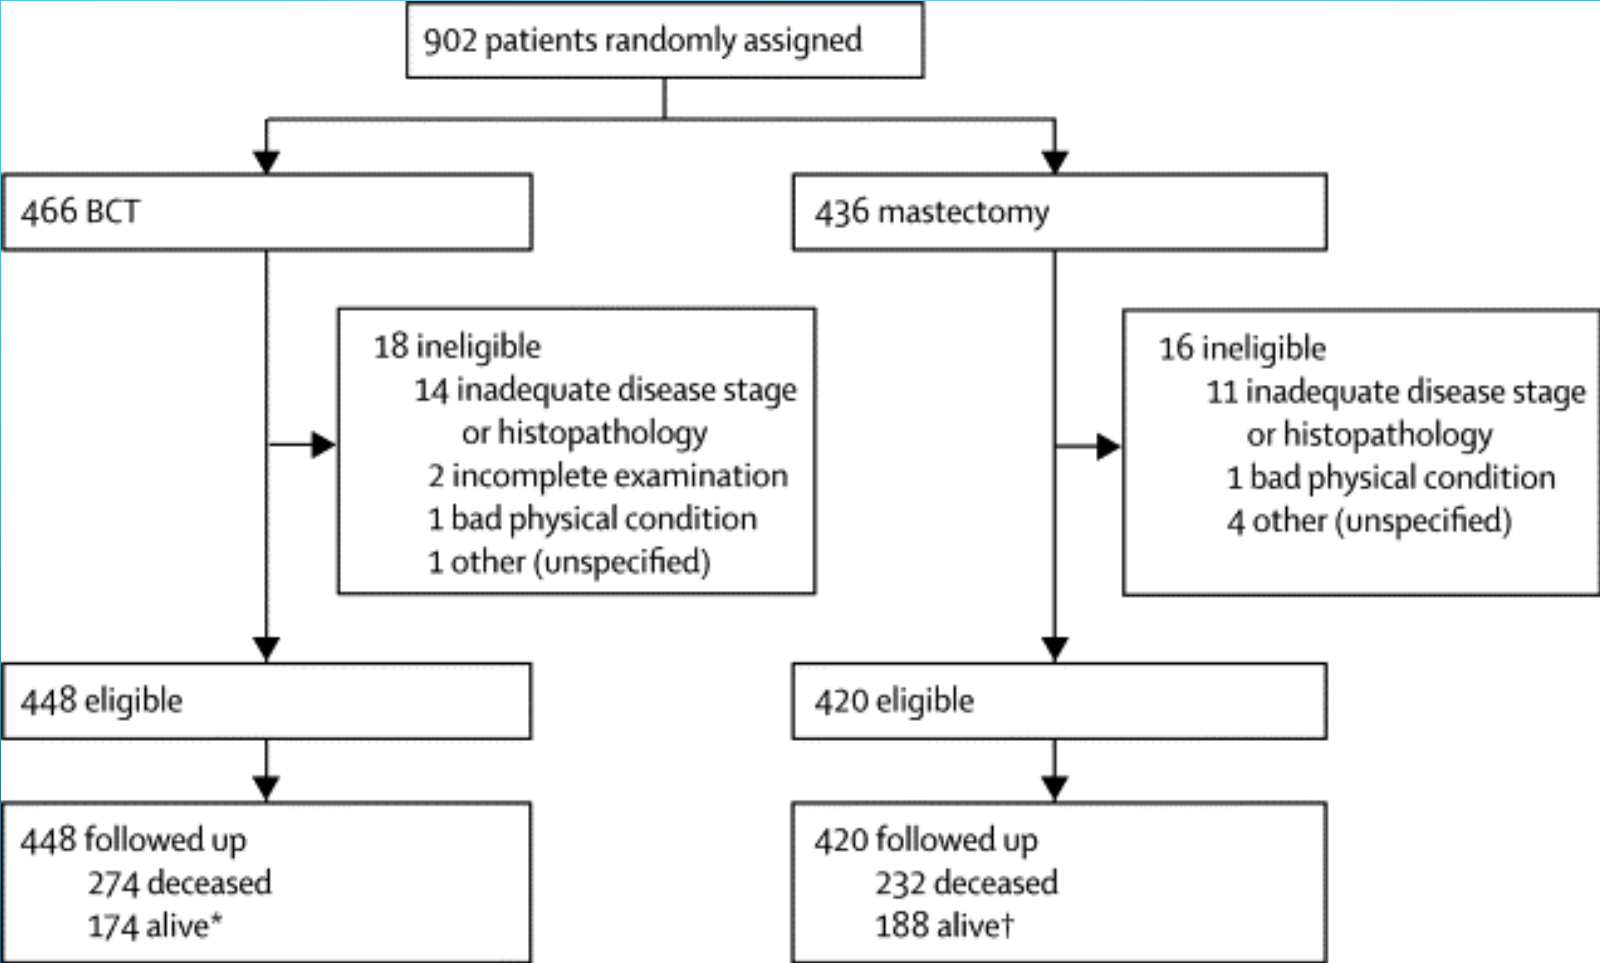 902 patients randomly assigned
466 BCT
436 mastectomy
18 ineligible
14 inadequate disease stage
or histopathology
2 incomplete examination
1 bad physical condition
1 other (unspecified)
16 ineligible
11 inadequate disease stage
or histopathology
1 bad physical condition
4 other (unspecified)
448 eligible
420 eligible
448 followed up
274 deceased
174 alive*
420 followed up
232 deceased
188 alive†